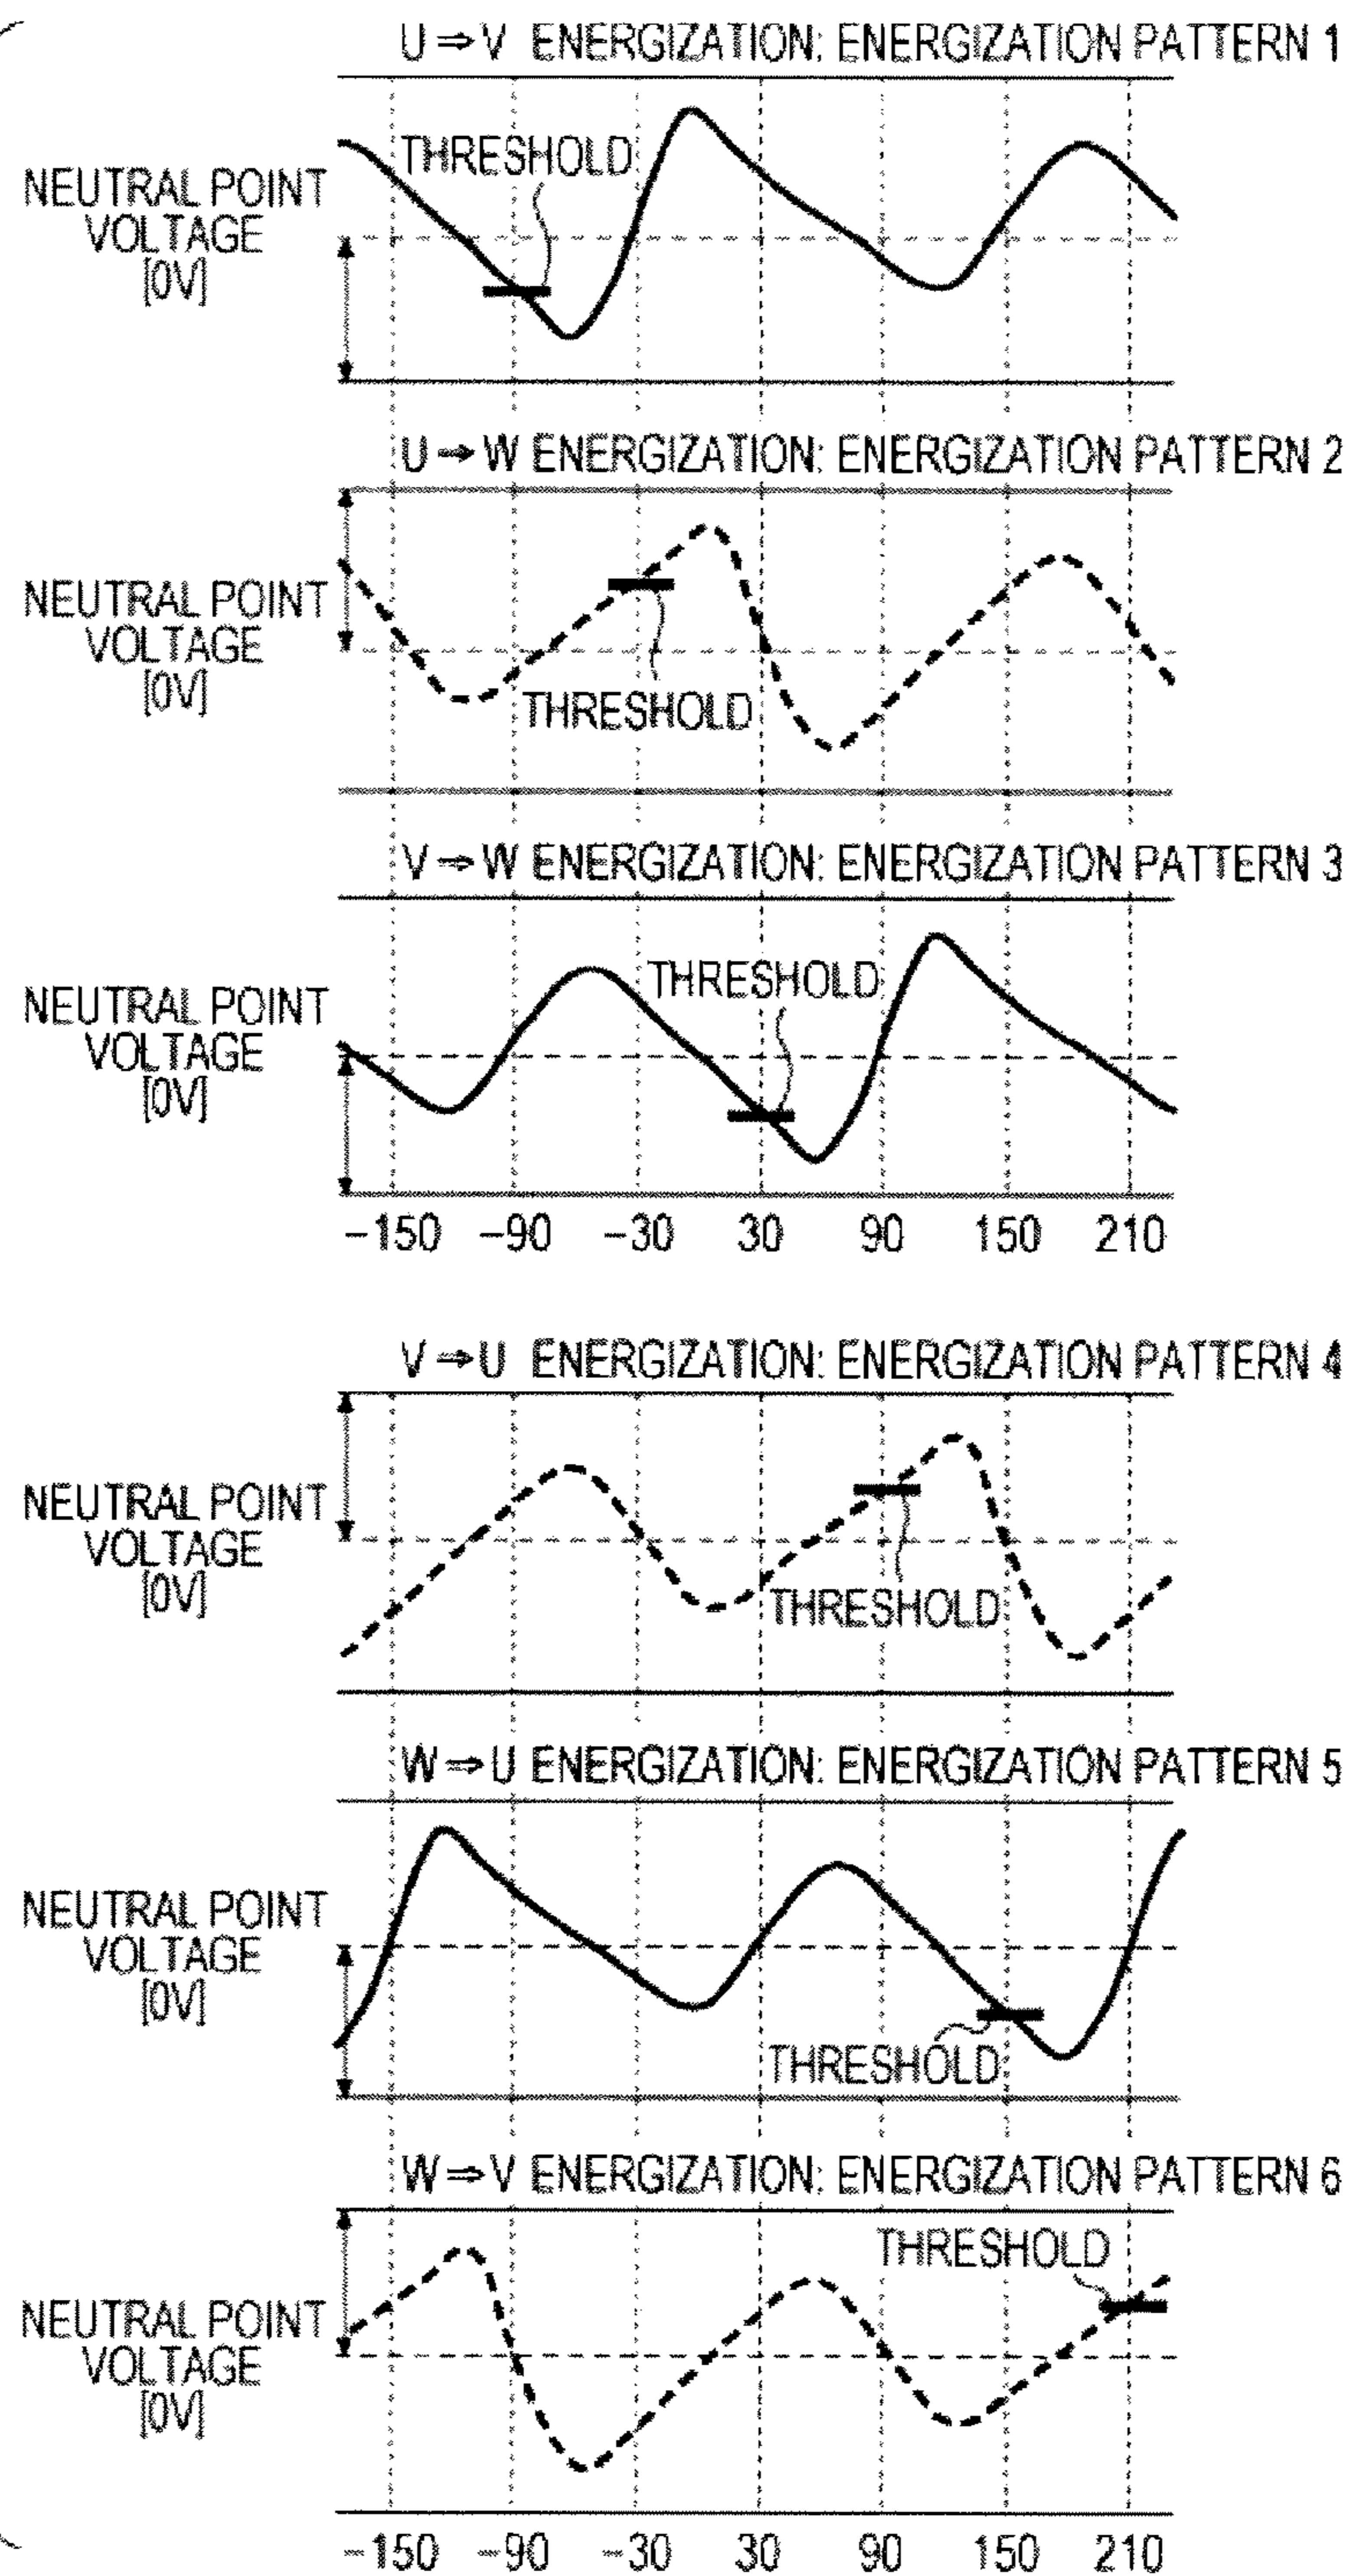 U⇒V ENERGIZATION: ENERGIZATION PATTERN 1
THRESHOLD
NEUTRAL POINT
VOLTAGE
[0V]
U→W ENERGIZATION: ENERGIZATION PATTERN 2
NEUTRAL POINT
VOLTAGE
[0V]
THRESHOLD
V⇒W ENERGIZATION: ENERGIZATION PATTERN 3
THRESHOLD
NEUTRAL POINT
VOLTAGE
[0V]
-150 -90 -30 30 90 150 210
V⇒U ENERGIZATION: ENERGIZATION PATTERN 4
NEUTRAL POINT
VOLTAGE
[0V]
THRESHOLD
W⇒U ENERGIZATION: ENERGIZATION PATTERN 5
NEUTRAL POINT
VOLTAGE
[0V]
THRESHOLD
W⇒V ENERGIZATION: ENERGIZATION PATTERN 6
THRESHOLD
NEUTRAL POINT
VOLTAGE
[0V]
-150 -90 -30 30 90 150 210